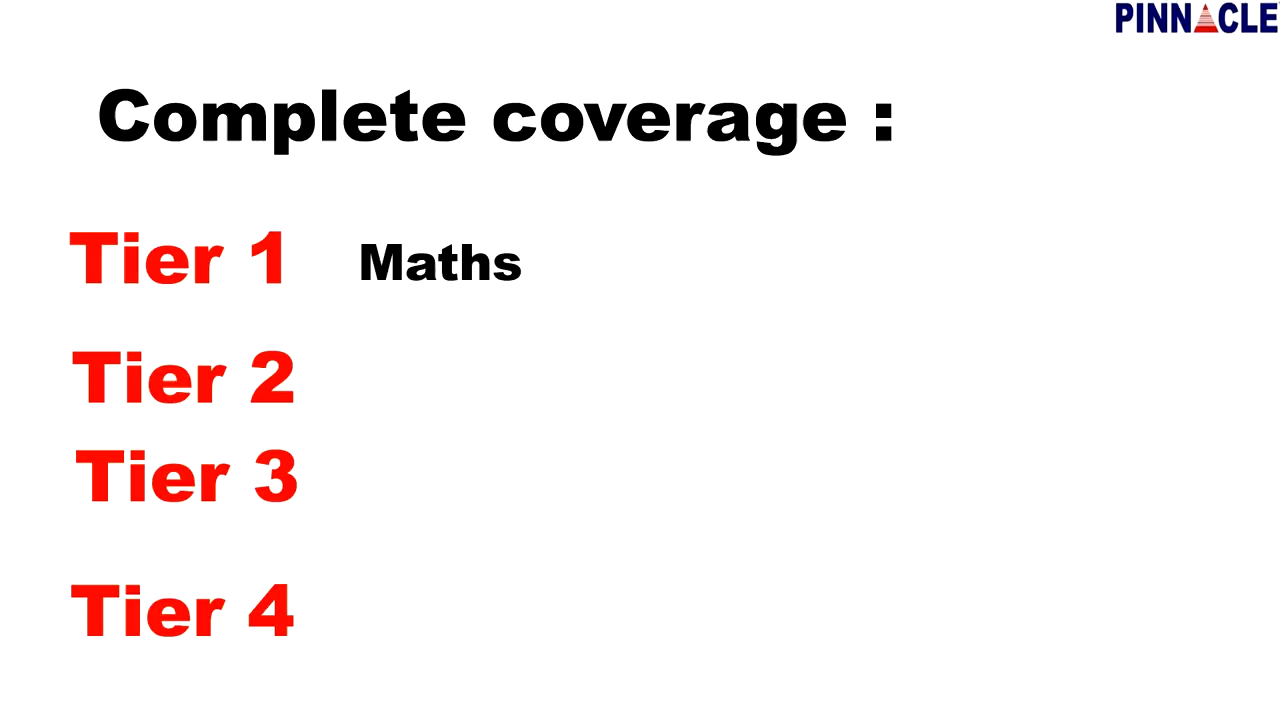 PINNACLE
Complete coverage :
Tier 1 Maths
Tier 2
Tier 3
Tier 4